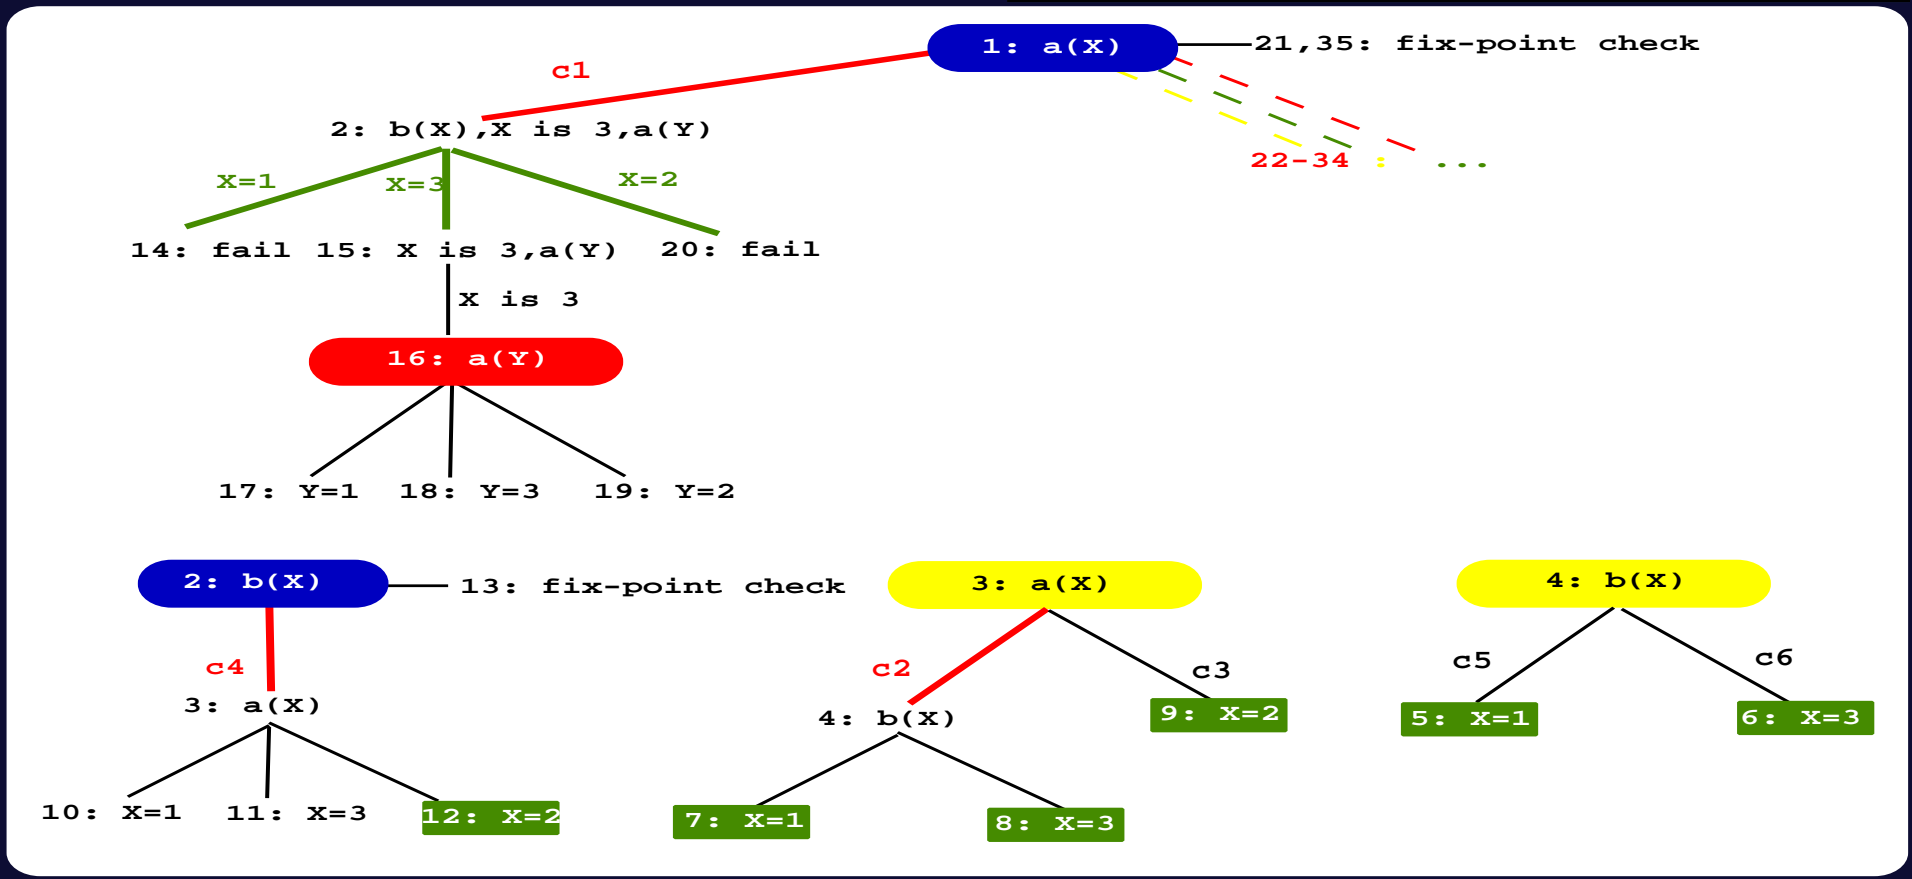 1: a(X)
21,35: fix-point check
c1
2: b(X),X is 3,a(Y)
22-34 : ...
X=1
X=3
X=2
14: fail
15: X is 3,a(Y)
20: fail
X is 3
16: a(Y)
17: Y=1
18: Y=3
19: Y=2
2: b(X)
13: fix-point check
3: a(X)
4: b(X)
c4
c2
c3
c5
c6
3: a(X)
4: b(X)
9: X=2
5: X=1
6: X=3
10: X=1
11: X=3
12: X=2
7: X=1
8: X=3